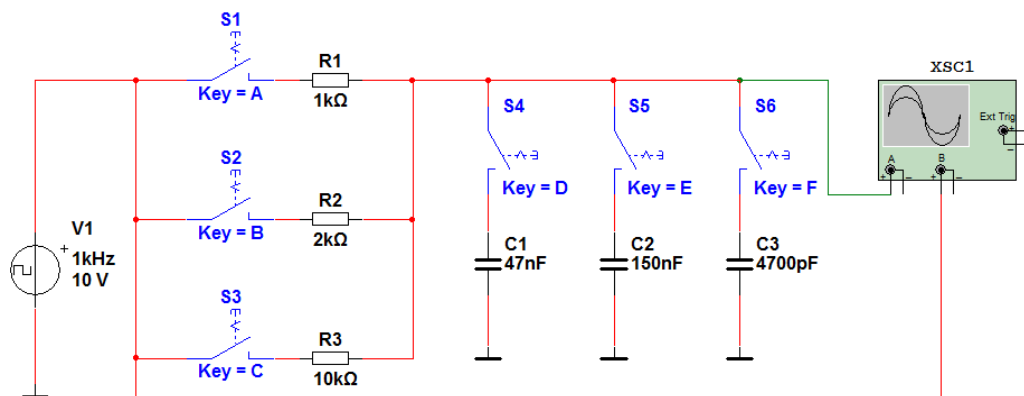 S1
R1
Key = A
1kΩ
S2
R2
Key = B
2kΩ
S3
R3
Key = C
10kΩ
V1
+
1kHz
10 V
S4
Key = D
C1
47nF
S5
Key = E
C2
150nF
S6
Key = F
C3
4700pF
XSC1
Ext Trig
+
−
A
B
+ −
+ −